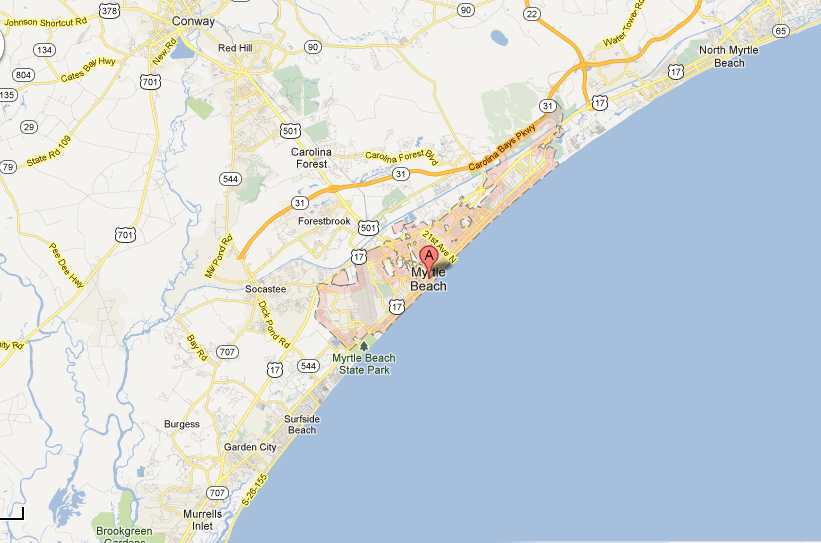 378
90
22
Johnson Shortcut Rd
Conway
Water Tower Rd
65
134
New Rd
Red Hill
90
North Myrtle
Beach
Cates Bay Hwy
804
701
17
135
31
17
29
501
State Rd 109
Carolina Bays Pkwy
Carolina
Forest
Carolina Forest Blvd
79
544
31
31
Forestbrook
501
701
21st Ave N
Mill Pond Rd
17
A
Pee Dee Hwy
Myrtle
Beach
Socastee
17
Dick Pond Rd
Bay Rd
707
Myrtle Beach
State Park
17
544
Surfside
Beach
Burgess
Garden City
707
S-26-155
Murrells
Inlet
Brookgreen
Gardens